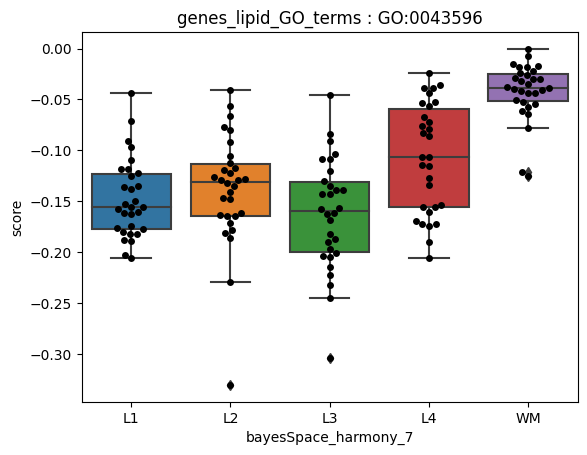 genes_lipid_GO_terms : GO:0043596
0.00
−0.05
−0.10
−0.15
−0.20
−0.25
−0.30
score
L1 L2 L3 L4 WM
bayesSpace_harmony_7